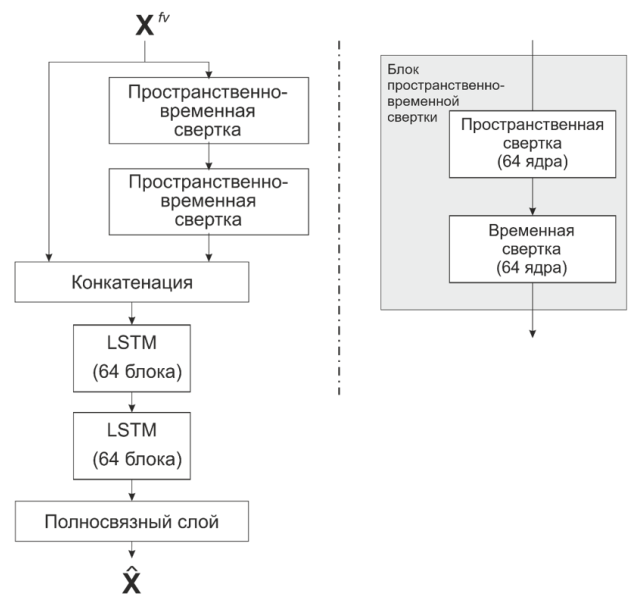 X fv
Пространственно-
временная
свертка
Пространственно-
временная
свертка
Конкатенация
LSTM
(64 блока)
LSTM
(64 блока)
Полносвязный слой
X̂
Блок
пространственно-
временной
свертки
Пространственная
свертка
(64 ядра)
Временная
свертка
(64 ядра)